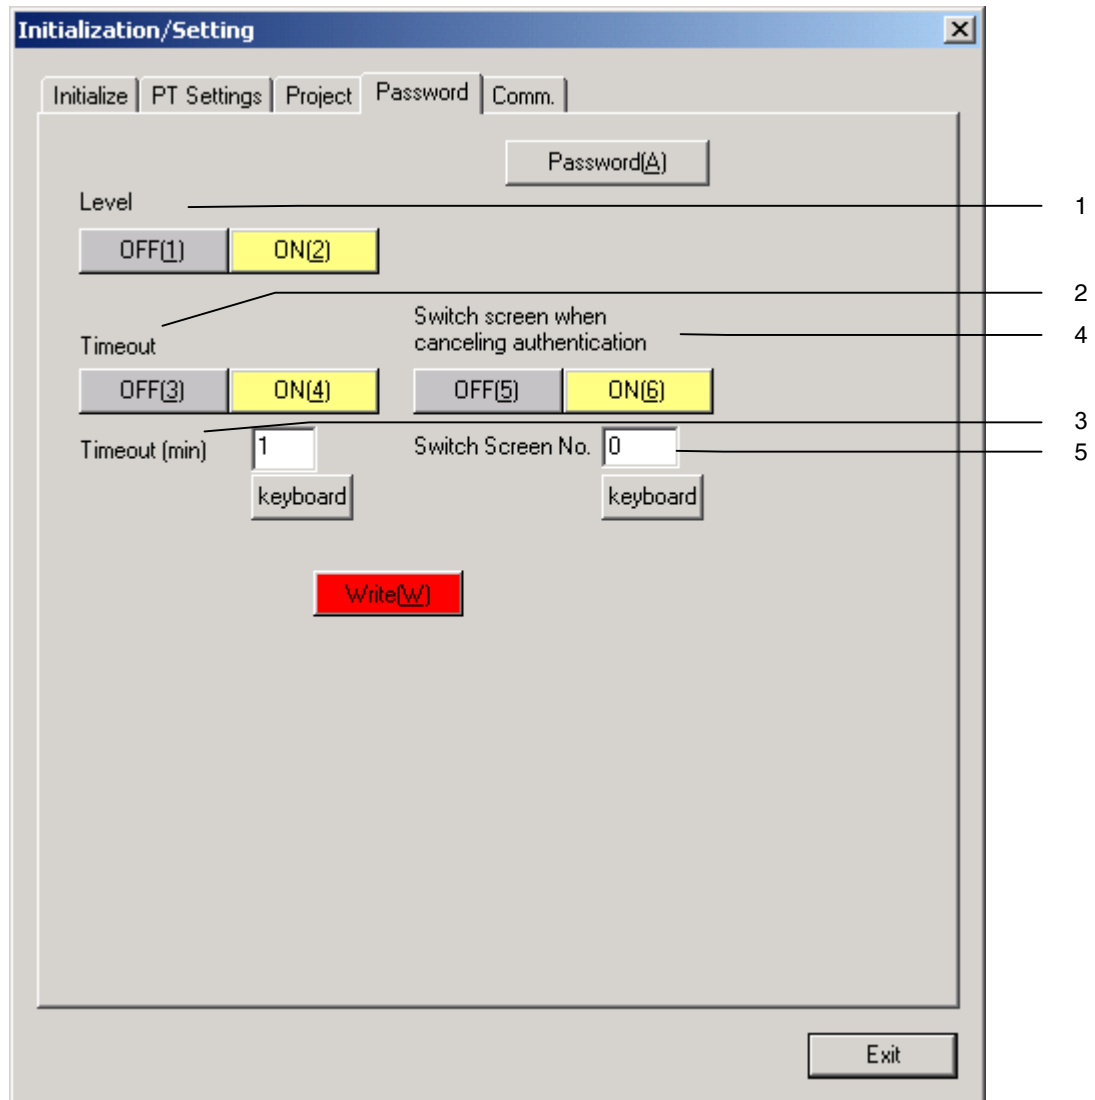 Initialization/Setting
Initialize PT Settings Project Password Comm.
Password(A)
Level 1
OFF(1) ON(2)
2
Switch screen when
canceling authentication 4
Timeout
OFF(3) ON(4) OFF(5) ON(6)
3
Timeout (min) 1 Switch Screen No. 0 5
keyboard keyboard
Write(W)
Exit